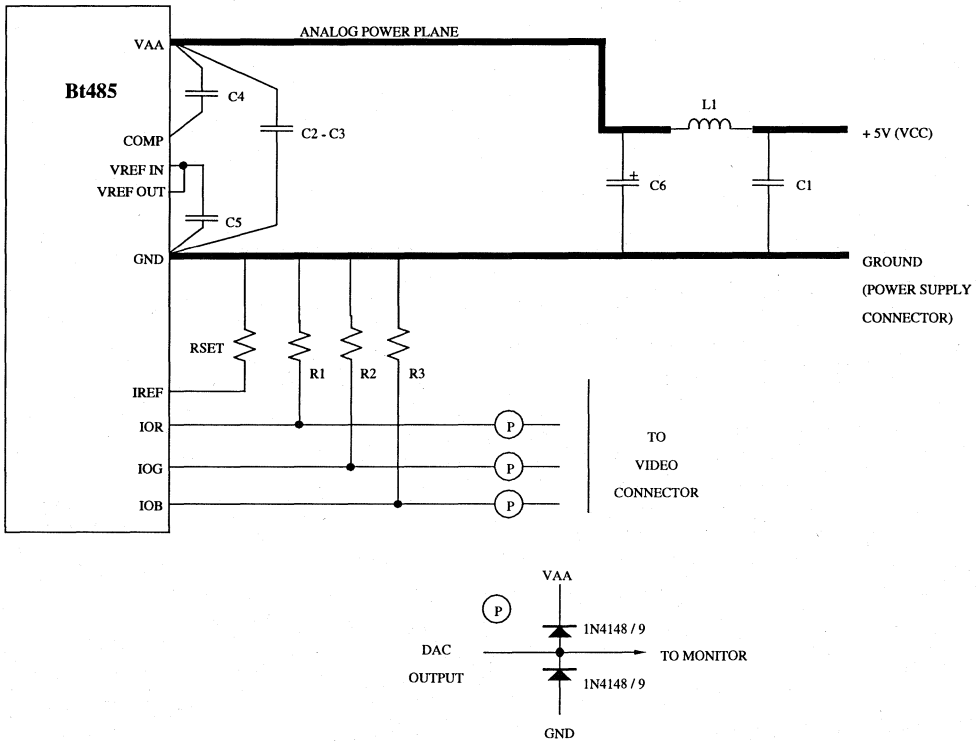 ANALOG POWER PLANE
VAA
Bt485
C4
L1
C2 - C3
+ 5V (VCC)
COMP
VREF IN
VREF OUT
+
C6
C1
C5
GND
GROUND
(POWER SUPPLY
CONNECTOR)
RSET
R1
R2
R3
IREF
IOR
P
TO
IOG
P
VIDEO
CONNECTOR
IOB
P
VAA
P
1N4148 / 9
DAC
OUTPUT
TO MONITOR
1N4148 / 9
GND